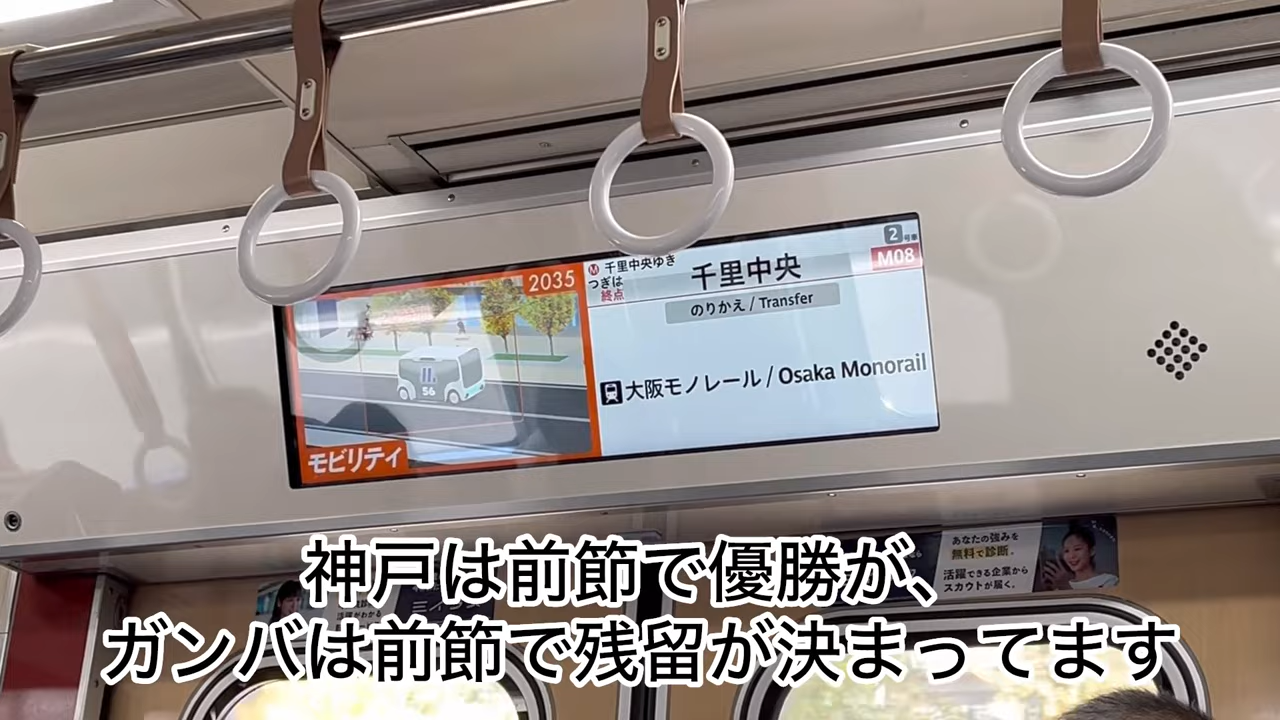 2035
56
モビリティ
M 千里中央ゆき
つぎは
終点
千里中央
2号車
M08
のりかえ / Transfer
大阪モノレール / Osaka Monorail
あなたの強みを
無料で診断。
活躍できる企業から
スカウトが届く。
神戸は前節で優勝が、
ガンバは前節で残留が決まってます